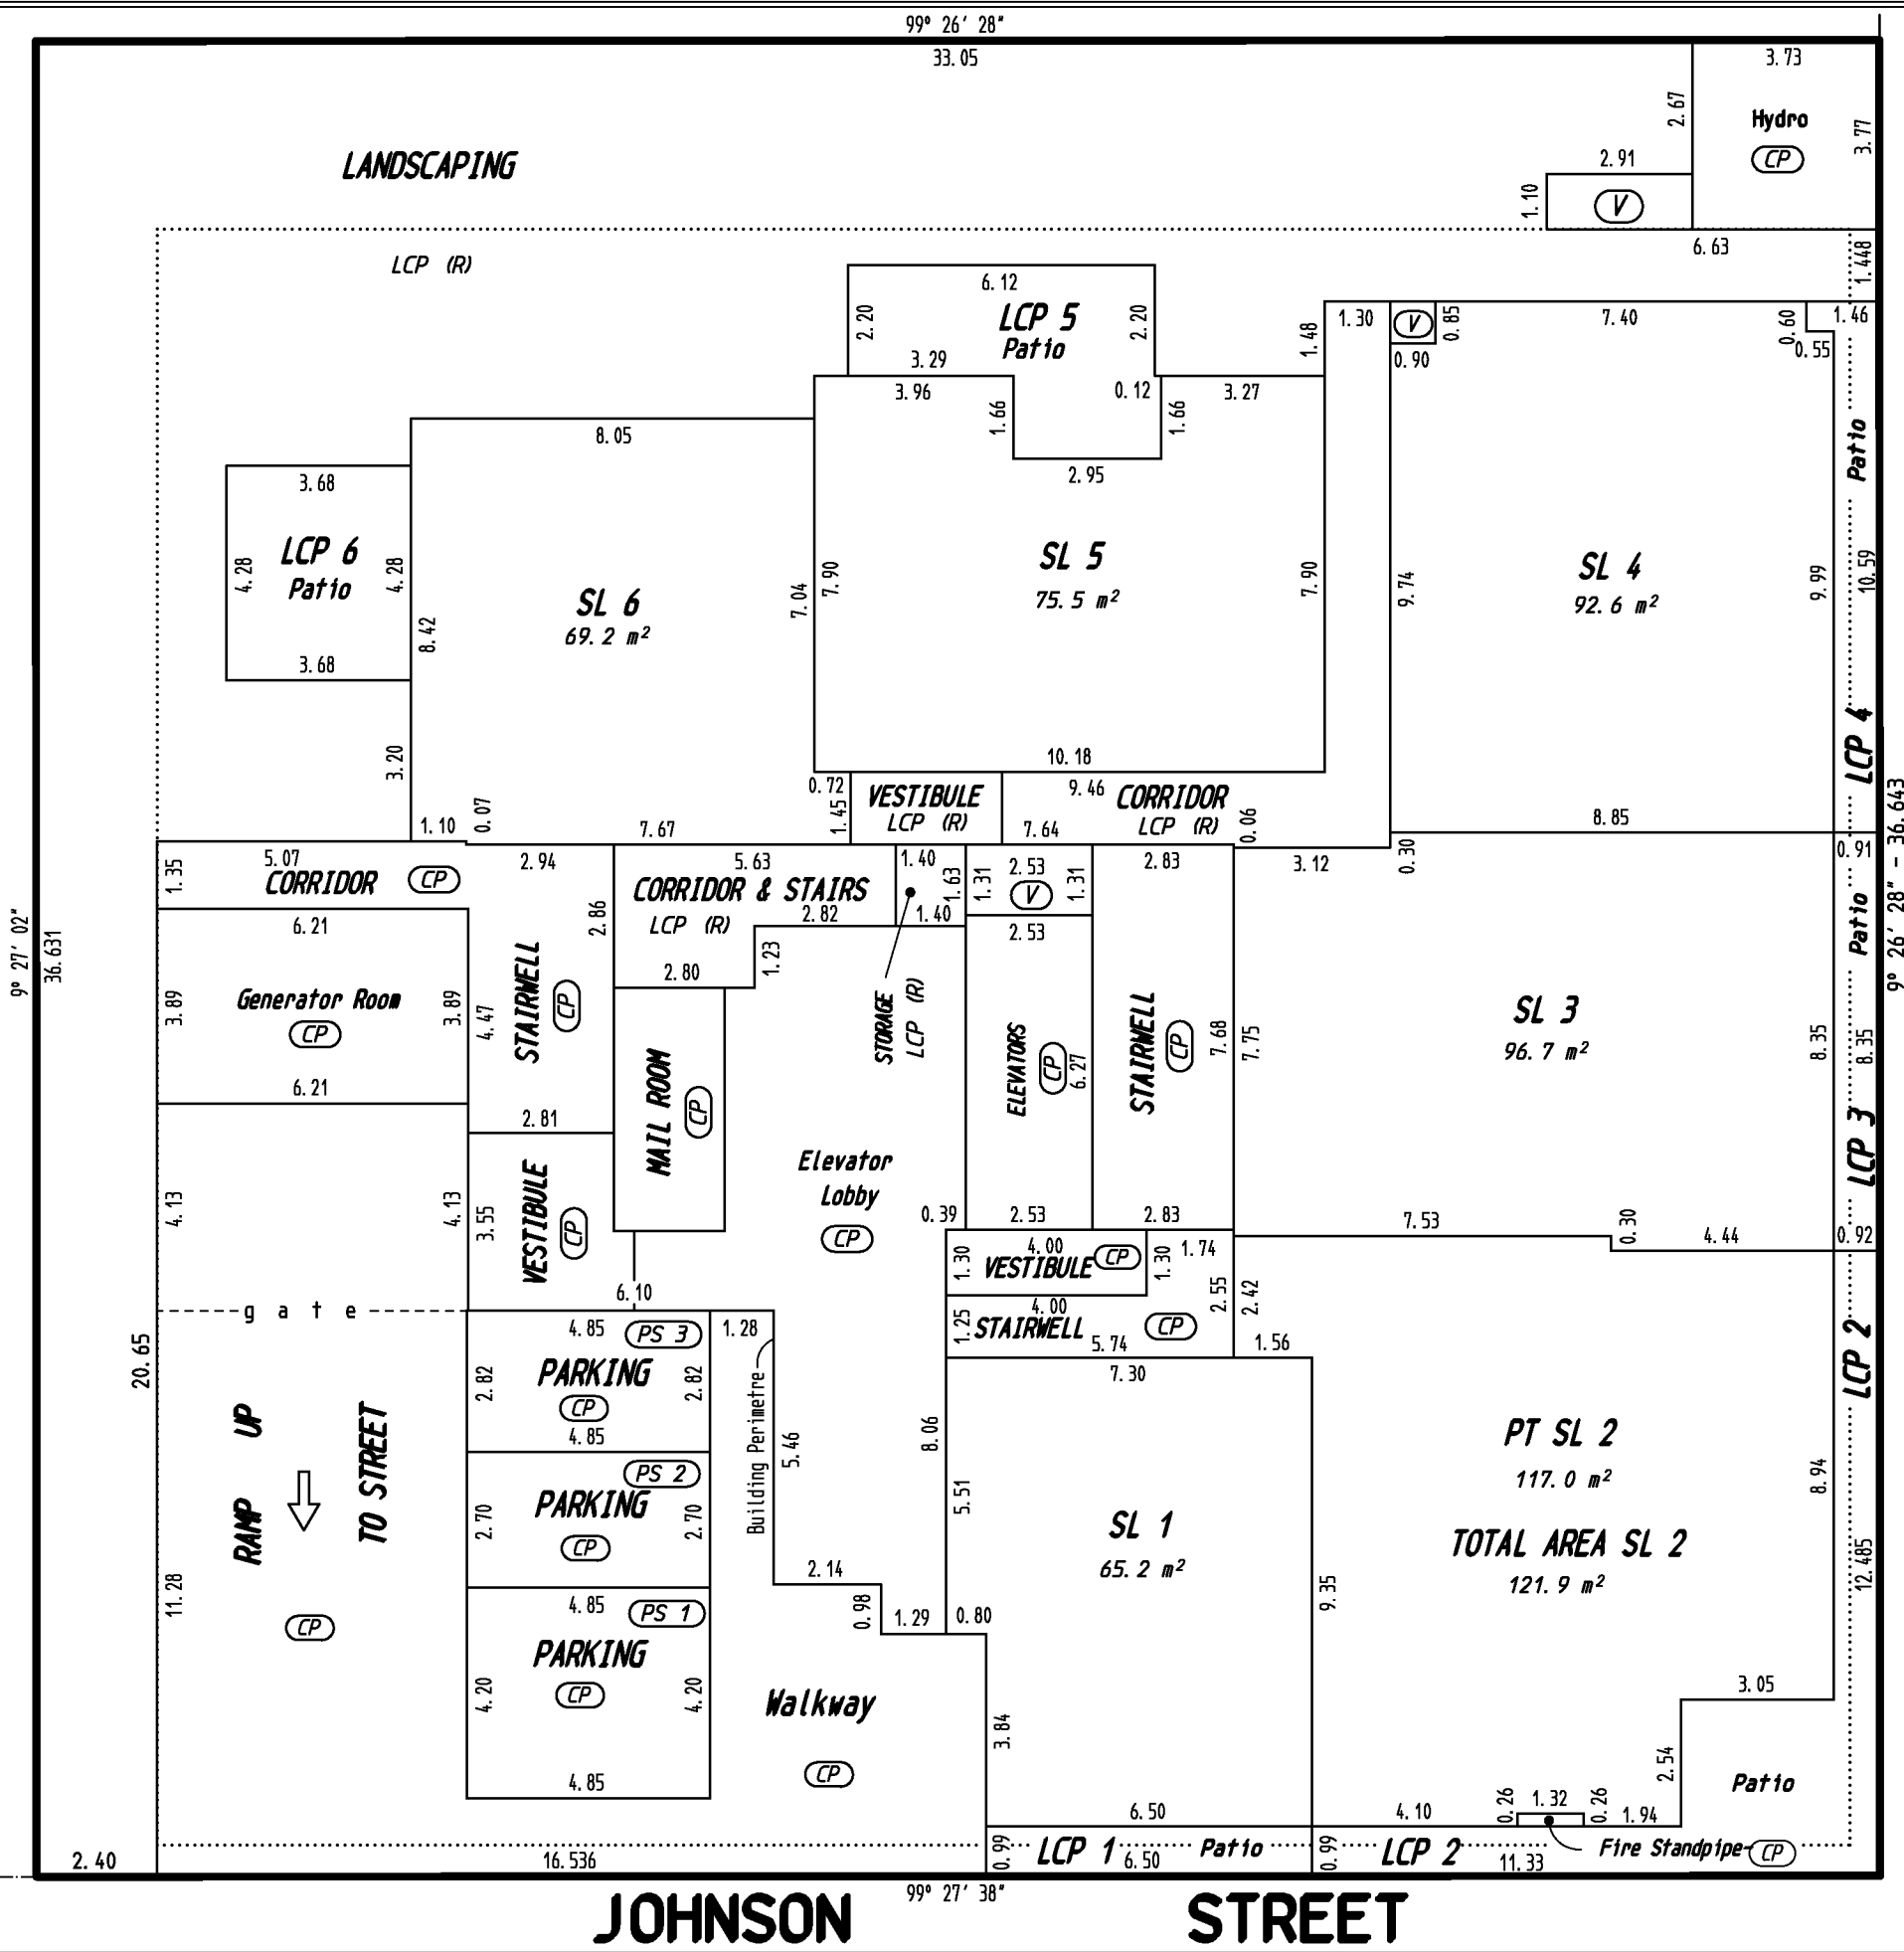 99° 26′ 28"
33.05
3.73
2.67
Hydro
CP
3.77
LANDSCAPING
2.91
1.10
V
6.63
1.448
LCP (R)
6.12
2.20
LCP 5
2.20
Patio
1.48
1.30
V
0.85
7.40
0.60
1.46
0.90
0.55
3.29
3.96
0.12
3.27
1.66
1.66
2.95
8.05
3.68
LCP 6
Patio
4.28
4.28
3.68
8.42
3.20
SL 6
69.2 m²
7.04
7.90
SL 5
75.5 m²
7.90
SL 4
92.6 m²
9.74
9.99
10.59
Patio
LCP 4
10.18
0.72
1.45
VESTIBULE
LCP (R)
9.46
CORRIDOR
LCP (R)
7.64
0.06
8.85
1.10
0.07
7.67
5.07
1.35
CORRIDOR
CP
2.94
5.63
CORRIDOR & STAIRS
LCP (R)
2.82
1.40
1.63
1.40
1.31
2.53
V
1.31
2.83
3.12
0.30
0.91
9° 27′ 02"
36.631
9° 26′ 28" - 36.643
6.21
3.89
Generator Room
CP
3.89
6.21
2.86
STAIRWELL
CP
4.47
2.81
2.80
1.23
MAIL ROOM
CP
STORAGE
LCP (R)
2.53
ELEVATORS
CP
6.27
STAIRWELL
CP
7.68
7.75
SL 3
96.7 m²
8.35
8.35
Patio
LCP 3
4.13
4.13
3.55
VESTIBULE
CP
Elevator
Lobby
CP
0.39
2.53
2.83
7.53
0.30
4.44
0.92
1.30
4.00
VESTIBULE
CP
1.30
1.74
4.00
1.25
STAIRWELL
CP
5.74
2.55
2.42
1.56
7.30
gate
6.10
20.65
4.85
PS 3
1.28
2.82
PARKING
CP
2.82
4.85
PS 2
2.70
PARKING
CP
2.70
4.85
PS 1
PARKING
4.20
CP
4.20
4.85
RAMP UP
TO STREET
11.28
CP
Building Perimetre
5.46
2.14
0.98
1.29
0.80
8.06
5.51
SL 1
65.2 m²
9.35
PT SL 2
117.0 m²
TOTAL AREA SL 2
121.9 m²
8.94
12.485
LCP 2
3.05
2.54
Patio
Walkway
CP
3.84
6.50
4.10
0.26
1.32
0.26
1.94
2.40
16.536
0.99
LCP 1
6.50
Patio
0.99
LCP 2
11.33
Fire Standpipe
CP
99° 27′ 38"
JOHNSON STREET